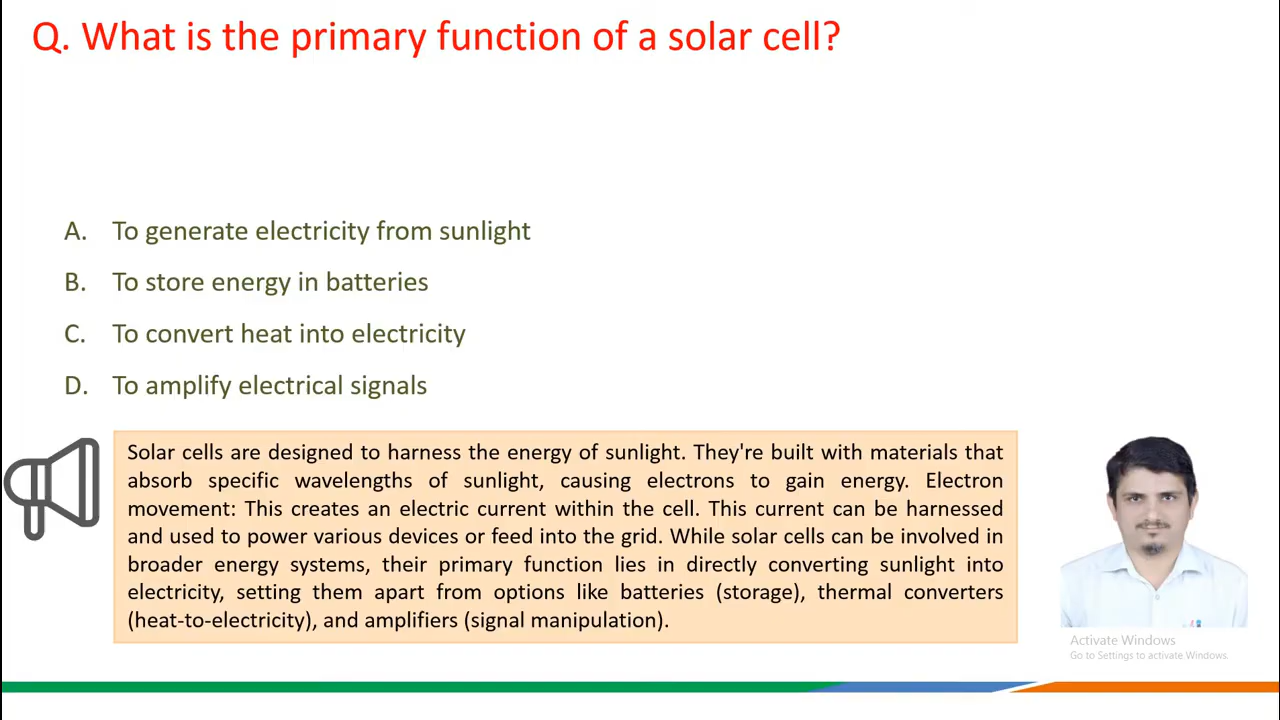 Q. What is the primary function of a solar cell?
A. To generate electricity from sunlight
B. To store energy in batteries
C. To convert heat into electricity
D. To amplify electrical signals
Solar cells are designed to harness the energy of sunlight. They're built with materials that
absorb specific wavelengths of sunlight, causing electrons to gain energy. Electron
movement: This creates an electric current within the cell. This current can be harnessed
and used to power various devices or feed into the grid. While solar cells can be involved in
broader energy systems, their primary function lies in directly converting sunlight into
electricity, setting them apart from options like batteries (storage), thermal converters
(heat-to-electricity), and amplifiers (signal manipulation).
Activate Windows
Go to Settings to activate Windows.